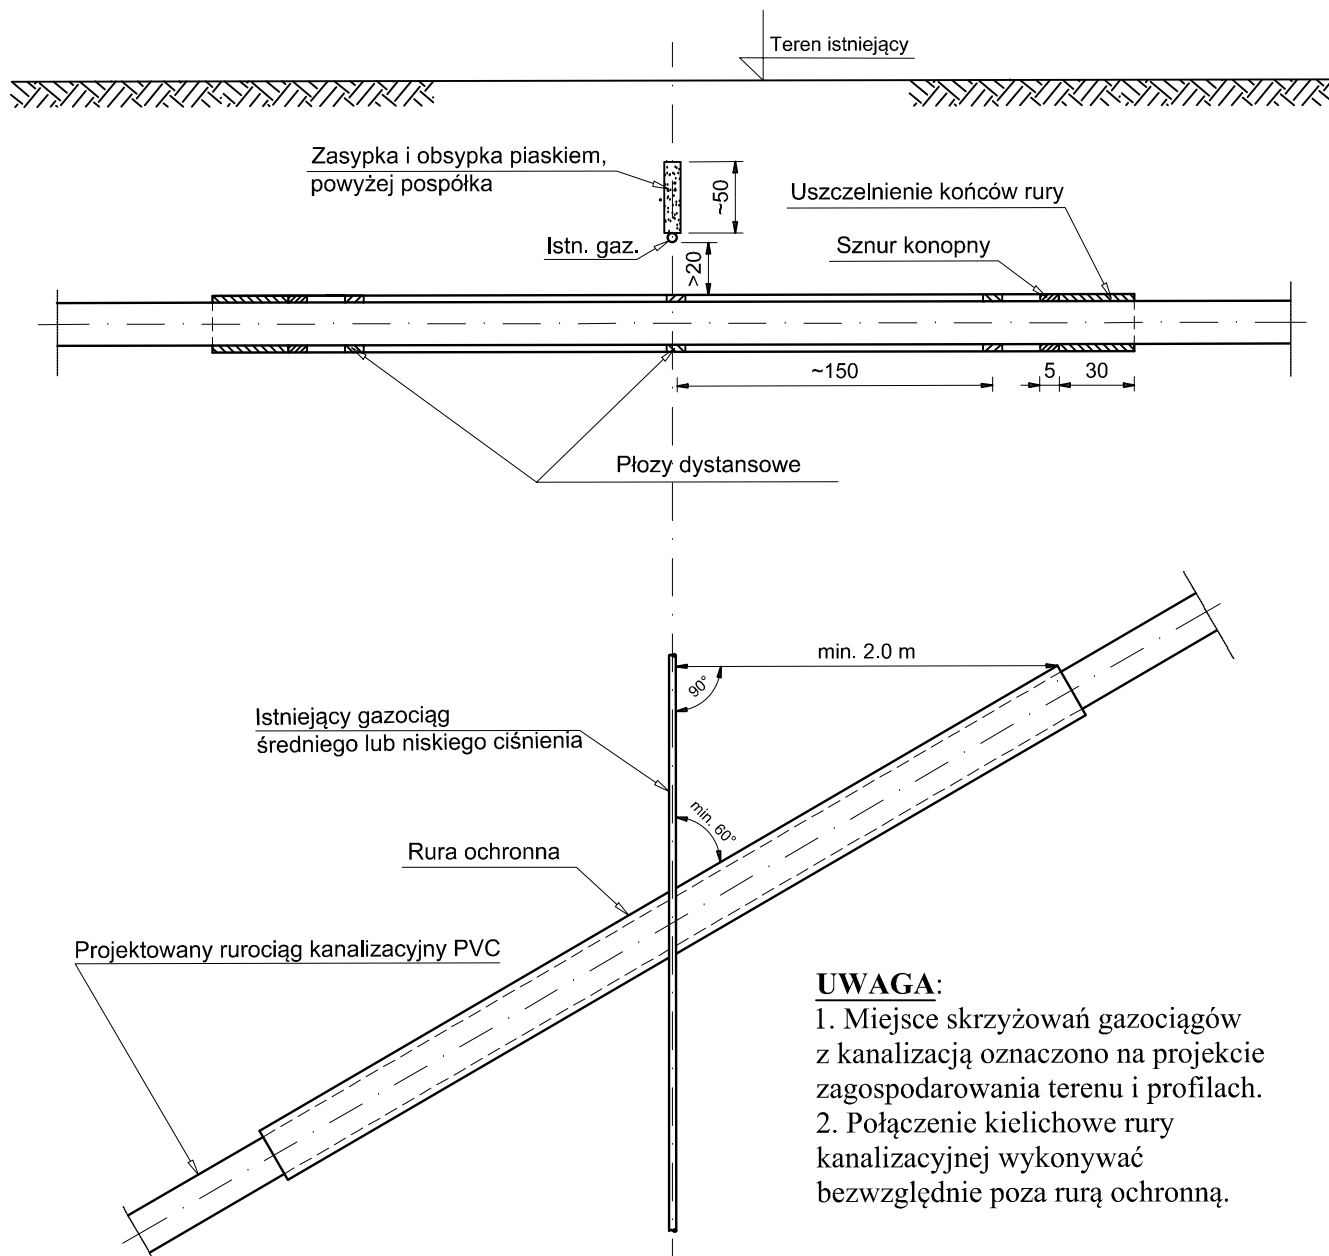 Teren istniejący
Zasypka i obsypka piaskiem,
powyżej pospółka
~50
Uszczelnienie końców rury
Istn. gaz.
>20
Sznur konopny
~150
5
30
Płozy dystansowe
min. 2.0 m
90°
Istniejący gazociąg
średniego lub niskiego ciśnienia
min. 60°
Rura ochronna
Projektowany rurociąg kanalizacyjny PVC
UWAGA:
1. Miejsce skrzyżowań gazociągów
z kanalizacją oznaczono na projekcie
zagospodarowania terenu i profilach.
2. Połączenie kielichowe rury
kanalizacyjnej wykonywać
bezwzględnie poza rurą ochronną.